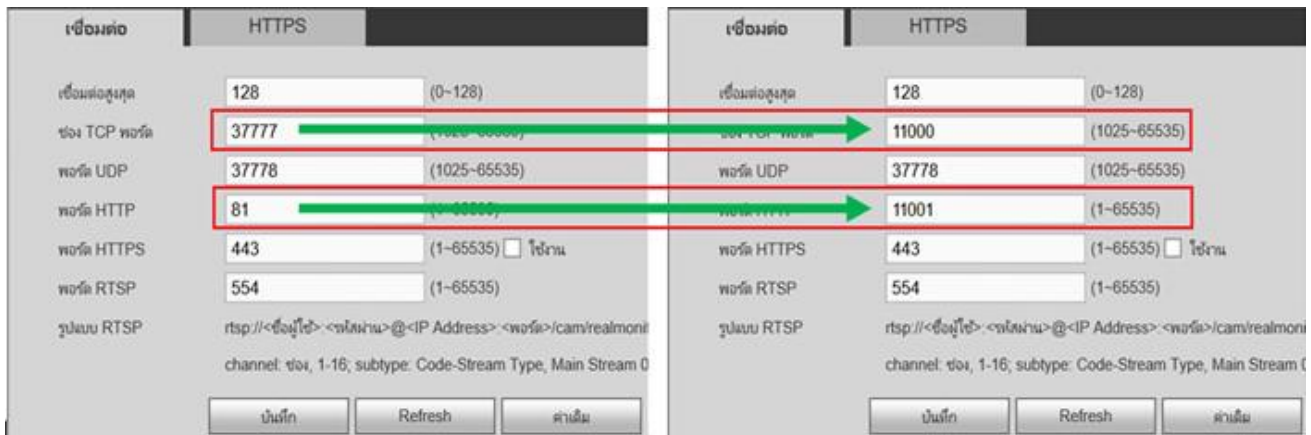 เชื่อมต่อ HTTPS
เชื่อมต่อสูงสุด 128 (0~128)
ช่อง TCP พอร์ต 37777
พอร์ต UDP 37778 (1025~65535)
พอร์ต HTTP 81
พอร์ต HTTPS 443 (1~65535) ใช้งาน
พอร์ต RTSP 554 (1~65535)
รูปแบบ RTSP rtsp://<ชื่อผู้ใช้>:<รหัสผ่าน>@<IP Address>:<พอร์ต>/cam/realmonit
channel: ช่อง, 1-16; subtype: Code-Stream Type, Main Stream 0
บันทึก Refresh ค่าเดิม
เชื่อมต่อ HTTPS
เชื่อมต่อสูงสุด 128 (0~128)
11000 (1025~65535)
พอร์ต UDP 37778 (1025~65535)
11001 (1~65535)
พอร์ต HTTPS 443 (1~65535) ใช้งาน
พอร์ต RTSP 554 (1~65535)
รูปแบบ RTSP rtsp://<ชื่อผู้ใช้>:<รหัสผ่าน>@<IP Address>:<พอร์ต>/cam/realmoni
channel: ช่อง, 1-16; subtype: Code-Stream Type, Main Stream
บันทึก Refresh ค่าเดิม